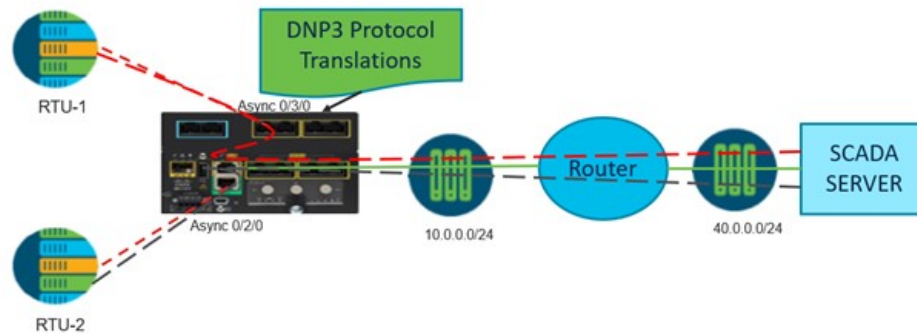 DNP3 Protocol
Translations
RTU-1
Async 0/3/0
Router
SCADA
SERVER
10.0.0.0/24
40.0.0.0/24
Async 0/2/0
RTU-2